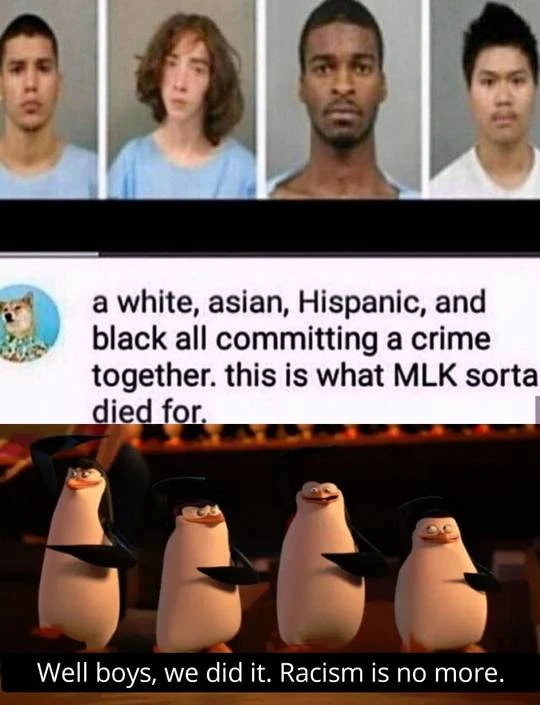 a white, asian, Hispanic, and
black all committing a crime
together. this is what MLK sorta
died for.
Well boys, we did it. Racism is no more.